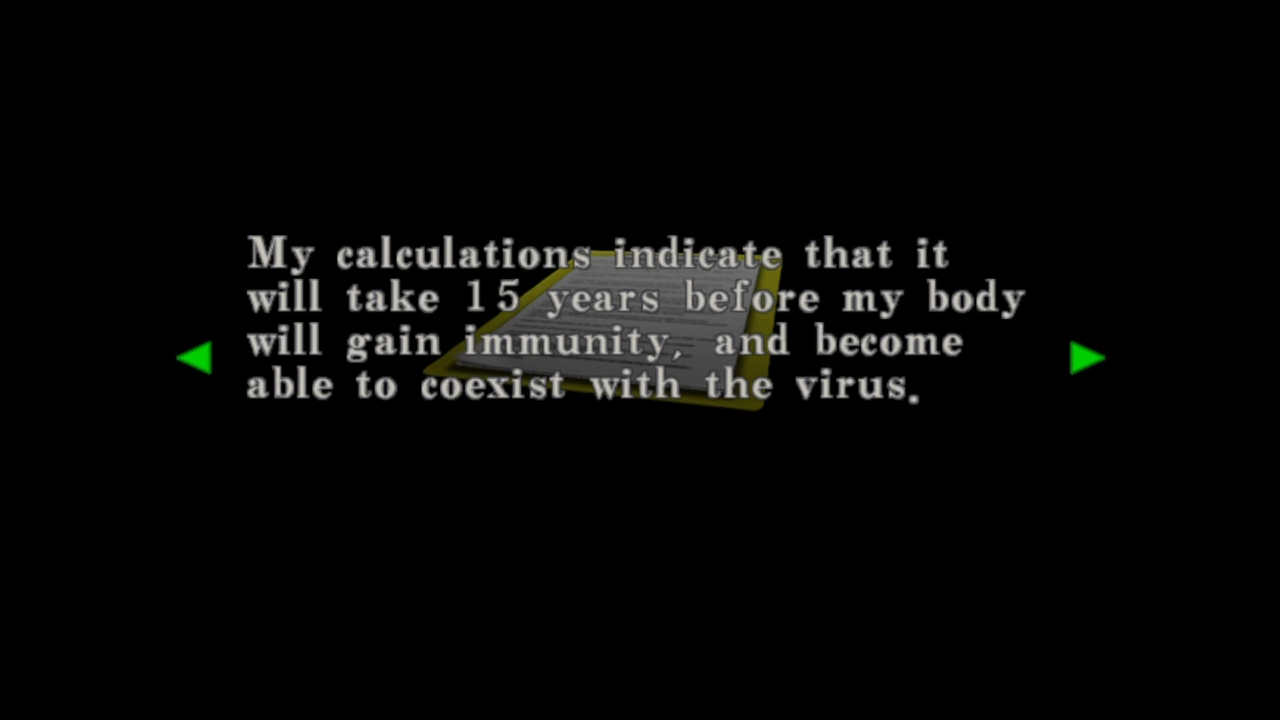 My calculations indicate that it
will take 15 years before my body
will gain immunity, and become
able to coexist with the virus.